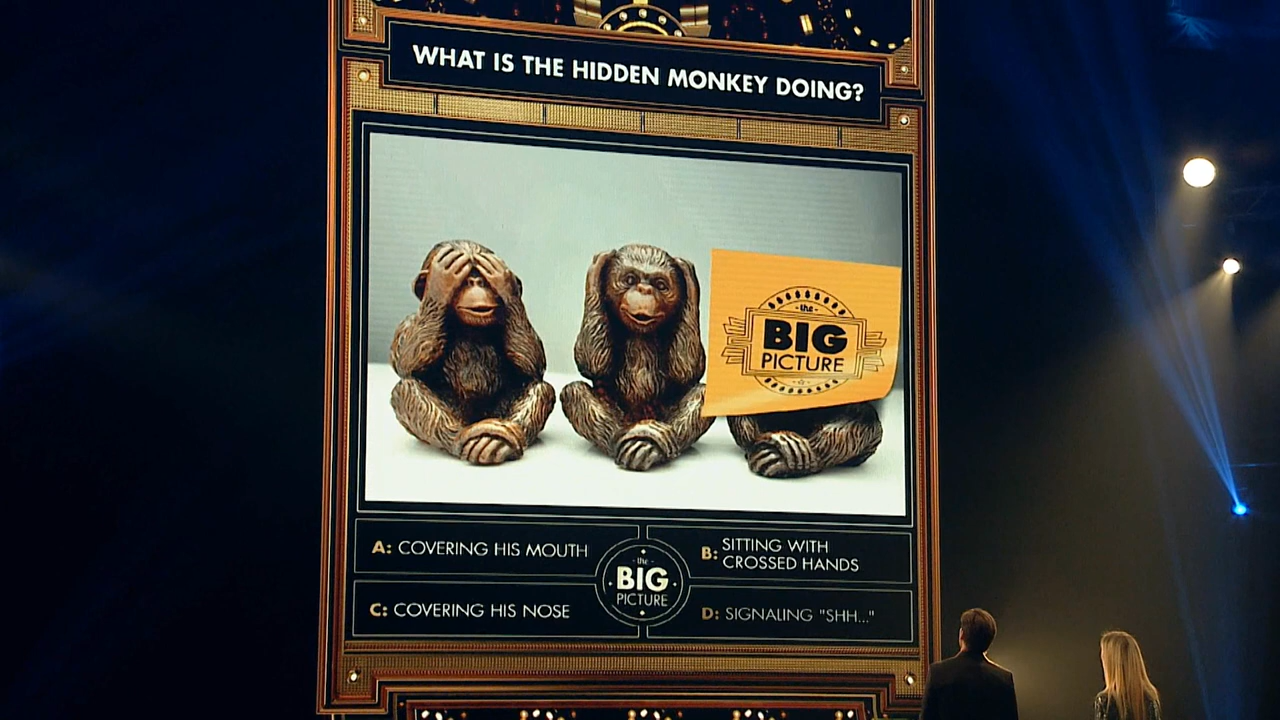 WHAT IS THE HIDDEN MONKEY DOING?
-the-
BIG
PICTURE
A: COVERING HIS MOUTH
B: SITTING WITH
CROSSED HANDS
-the-
BIG
PICTURE
C: COVERING HIS NOSE
D: SIGNALING "SHH..."